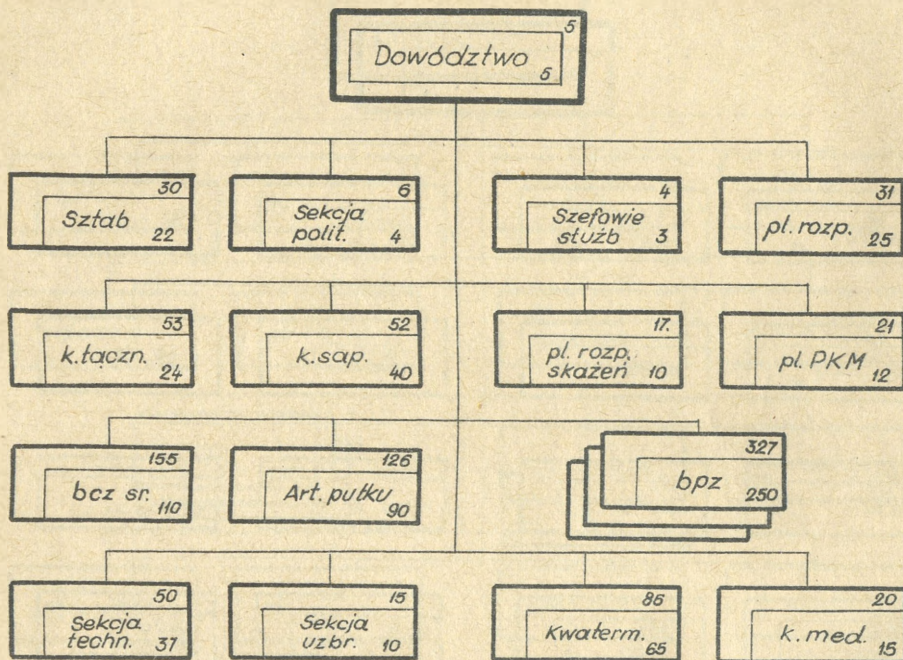 5
Dowództwo
5
30
Sztab
22
6
Sekcja
polit.
4
4
Szefowie
służb
3
31
pl. rozp.
25
53
k.łączn.
24
52
k.sap.
40
17.
pl. rozp.
skażeń
10
21
pl. PKM
12
155
bcz śr.
110
126
Art. pułku
90
327
bpz
250
50
Sekcja
techn.
37
15
Sekcja
uzbr.
10
86
Kwaterm.
65
20
k. med.
15